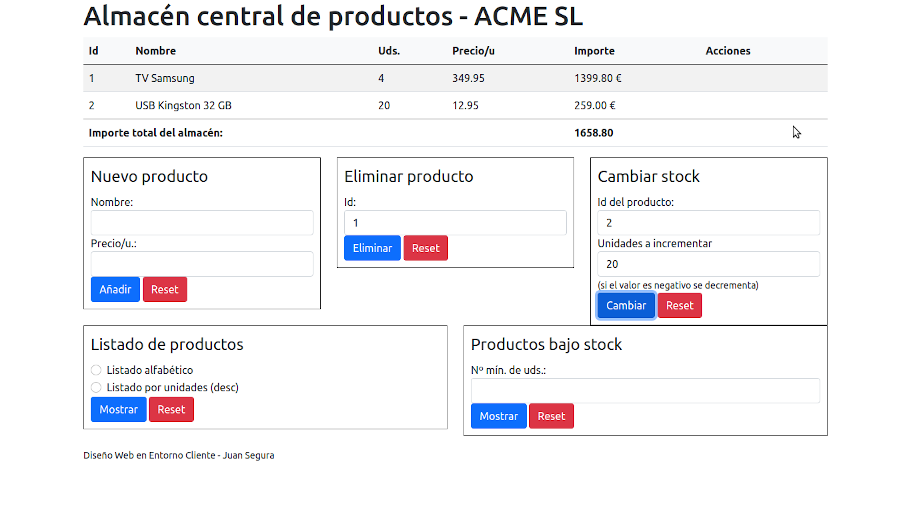 Almacén central de productos - ACME SL
Id Nombre Uds. Precio/u Importe Acciones
1 TV Samsung 4 349.95 1399.80 €
2 USB Kingston 32 GB 20 12.95 259.00 €
Importe total del almacén: 1658.80
Nuevo producto
Nombre:
Precio/u.:
Añadir Reset
Eliminar producto
Id:
1
Eliminar Reset
Cambiar stock
Id del producto:
2
Unidades a incrementar
20
(si el valor es negativo se decrementa)
Cambiar Reset
Listado de productos
Listado alfabético
Listado por unidades (desc)
Mostrar Reset
Productos bajo stock
Nº mín. de uds.:
Mostrar Reset
Diseño Web en Entorno Cliente - Juan Segura